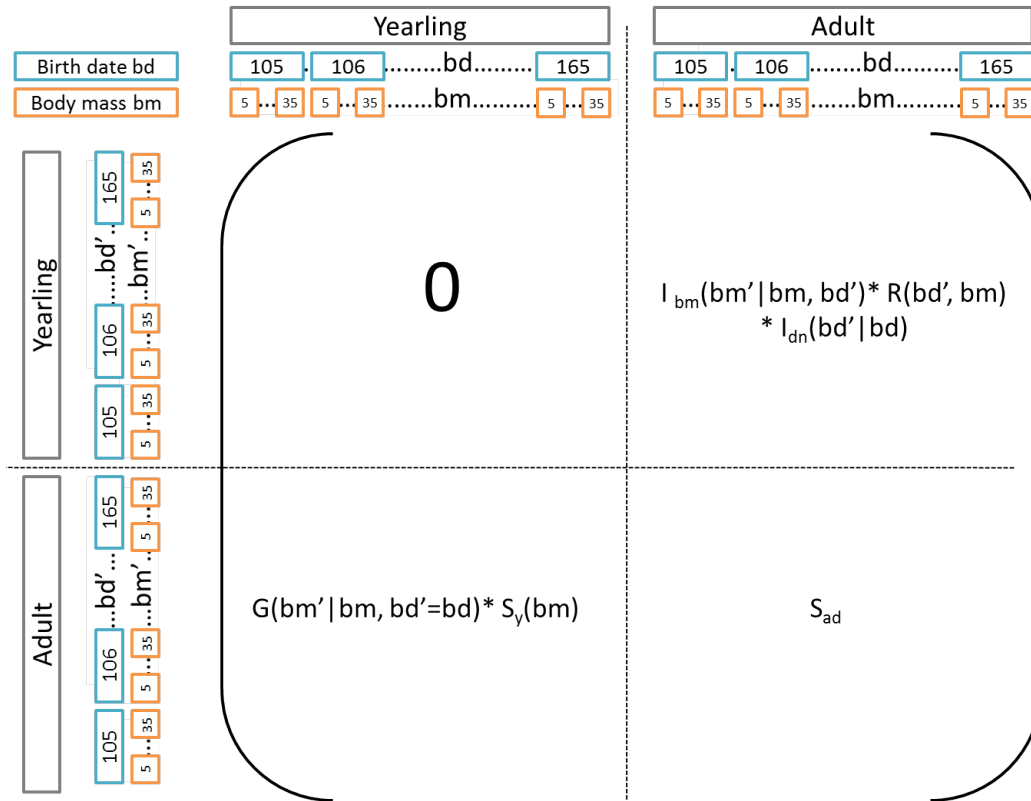 Yearling
Adult
Birth date bd
105 . 106 ........bd......... 165
105 . 106 ........bd......... 165
Body mass bm
5 ... 35 5 ... 35 .......bm........... 5 ... 35
5 ... 35 5 ... 35 .......bm........... 5 ... 35
Yearling
105 106 ......bd’... 165
5 ... 35 5 ... 35 ...bm’.. 5 ... 35
0
I bm(bm’|bm, bd’)* R(bd’, bm)
* Idn(bd’|bd)
Adult
105 106 ......bd’... 165
5 ... 35 5 ... 35 ...bm’.. 5 ... 35
G(bm’|bm, bd’=bd)* Sy(bm)
Sad